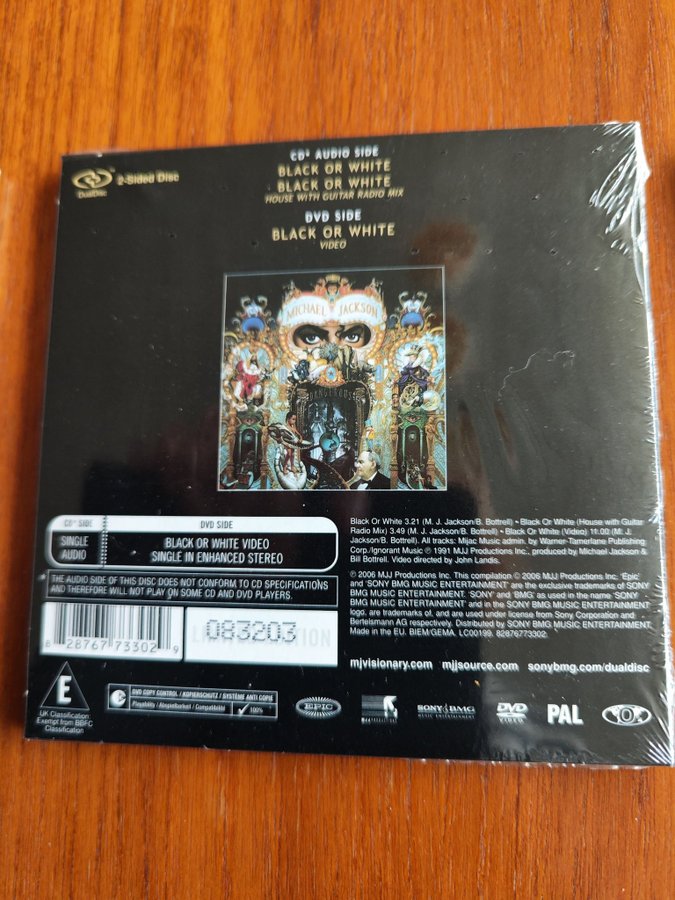 CD² AUDIO SIDE
BLACK OR WHITE
BLACK OR WHITE
HOUSE WITH GUITAR RADIO MIX
DualDisc
2-Sided Disc
DVD SIDE
BLACK OR WHITE
VIDEO
MICHAEL JACKSON
DANGEROUS
CD² SIDE
DVD SIDE
SINGLE
AUDIO
BLACK OR WHITE VIDEO
SINGLE IN ENHANCED STEREO
THE AUDIO SIDE OF THIS DISC DOES NOT CONFORM TO CD SPECIFICATIONS
AND THEREFORE WILL NOT PLAY ON SOME CD AND DVD PLAYERS.
8 28767 73302 9
083203
EDITION
Black Or White 3.21 (M. J. Jackson/B. Bottrell) • Black Or White (House with Guitar
Radio Mix) 3.49 (M. J. Jackson/B. Bottrell) • Black Or White (Video) 11.00 (M. J.
Jackson/B. Bottrell). All tracks: Mijac Music admin. by Warner-Tamerlane Publishing
Corp./Ignorant Music ℗ 1991 MJJ Productions Inc., produced by Michael Jackson &
Bill Bottrell. Video directed by John Landis.
℗ 2006 MJJ Productions Inc. This compilation © 2006 MJJ Productions Inc. 'Epic'
and 'SONY BMG MUSIC ENTERTAINMENT' are the exclusive trademarks of SONY
BMG MUSIC ENTERTAINMENT. 'SONY' and 'BMG' as used in the name 'SONY
BMG MUSIC ENTERTAINMENT' and in the SONY BMG MUSIC ENTERTAINMENT
logo, are trademarks of, and are used under license from Sony Corporation and
Bertelsmann AG respectively. Distributed by SONY BMG MUSIC ENTERTAINMENT.
Made in the EU. BIEM/GEMA. LC00199. 82876773302.
mjvisionary.com mjjsource.com sonybmg.com/dualdisc
E
UK Classification
Exempt from BBFC
Classification
DVD COPY CONTROL / KOPIERSCHUTZ / SYSTÈME ANTI COPIE
Playability / Abspielbarkeit / Compatibilité
100%
EPIC
SONY BMG
MUSIC ENTERTAINMENT
DVD
VIDEO
PAL
0